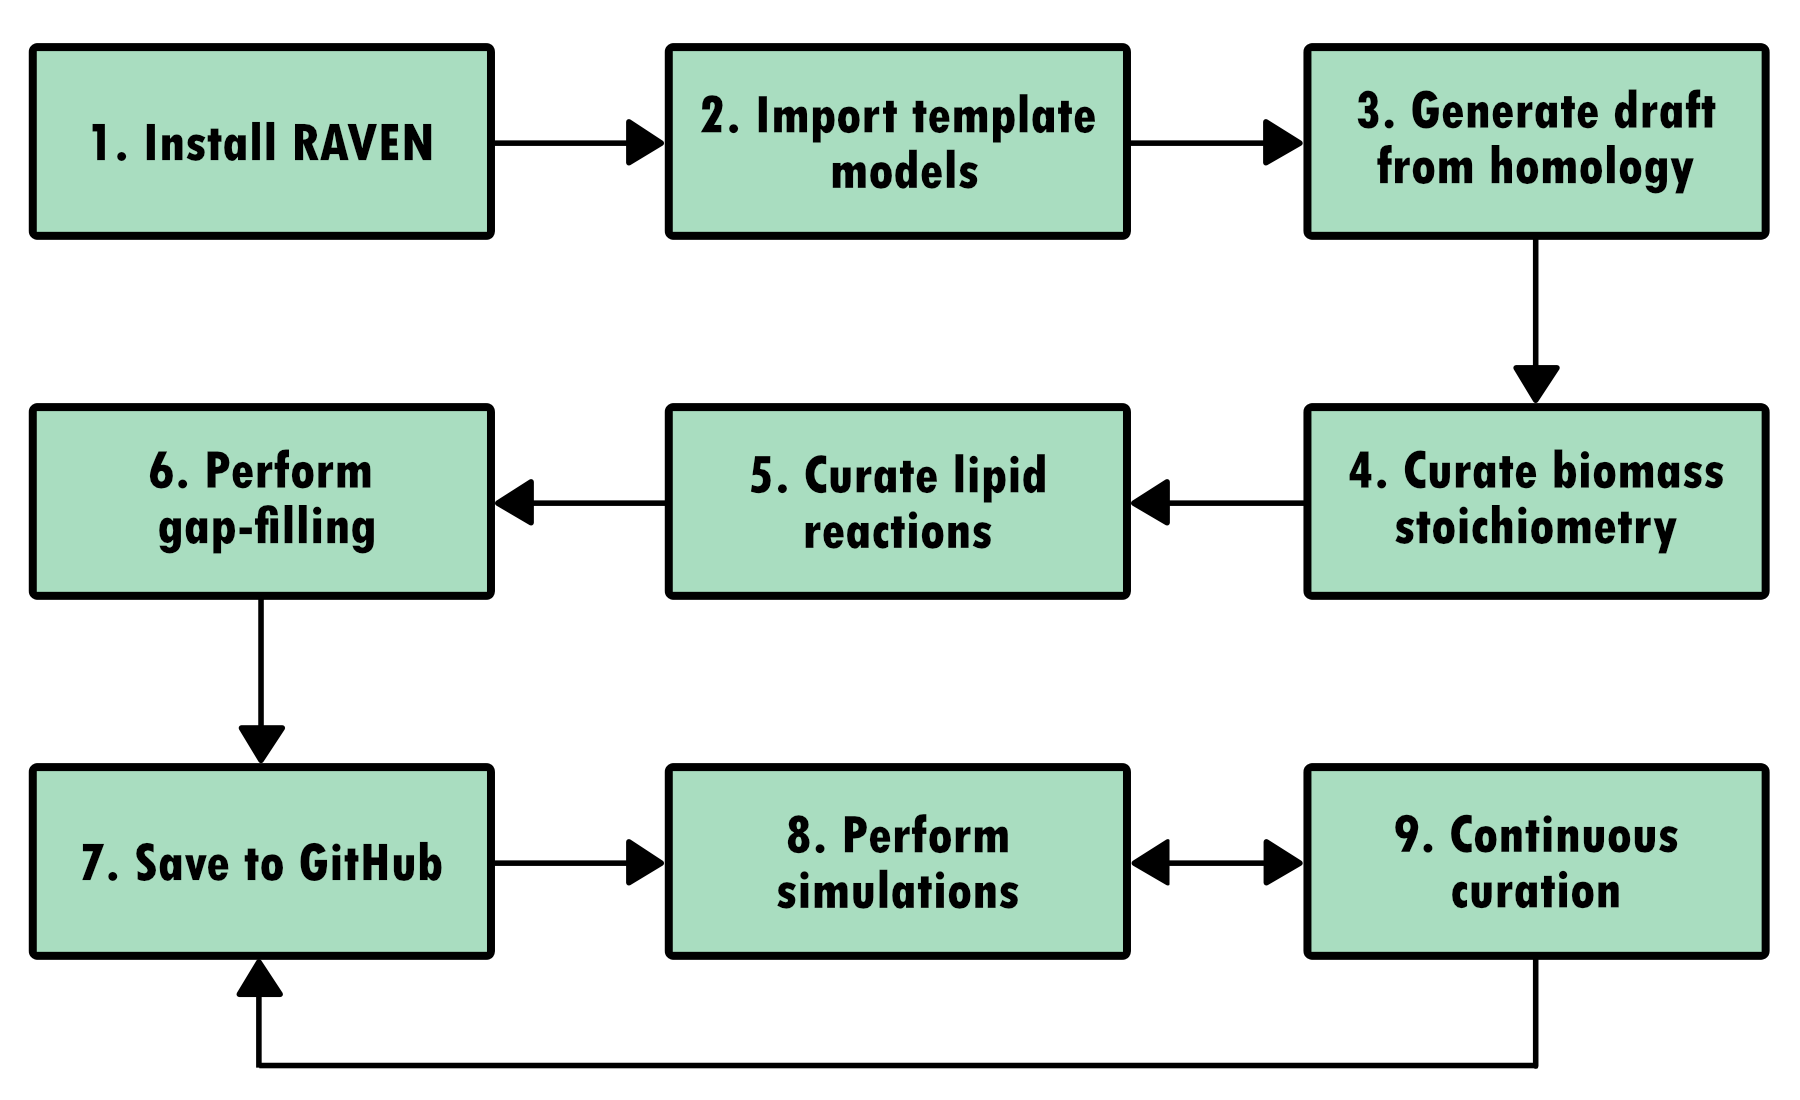 1. Install RAVEN
2. Import template
models
3. Generate draft
from homology
4. Curate biomass
stoichiometry
5. Curate lipid
reactions
6. Perform
gap-filling
7. Save to GitHub
8. Perform
simulations
9. Continuous
curation